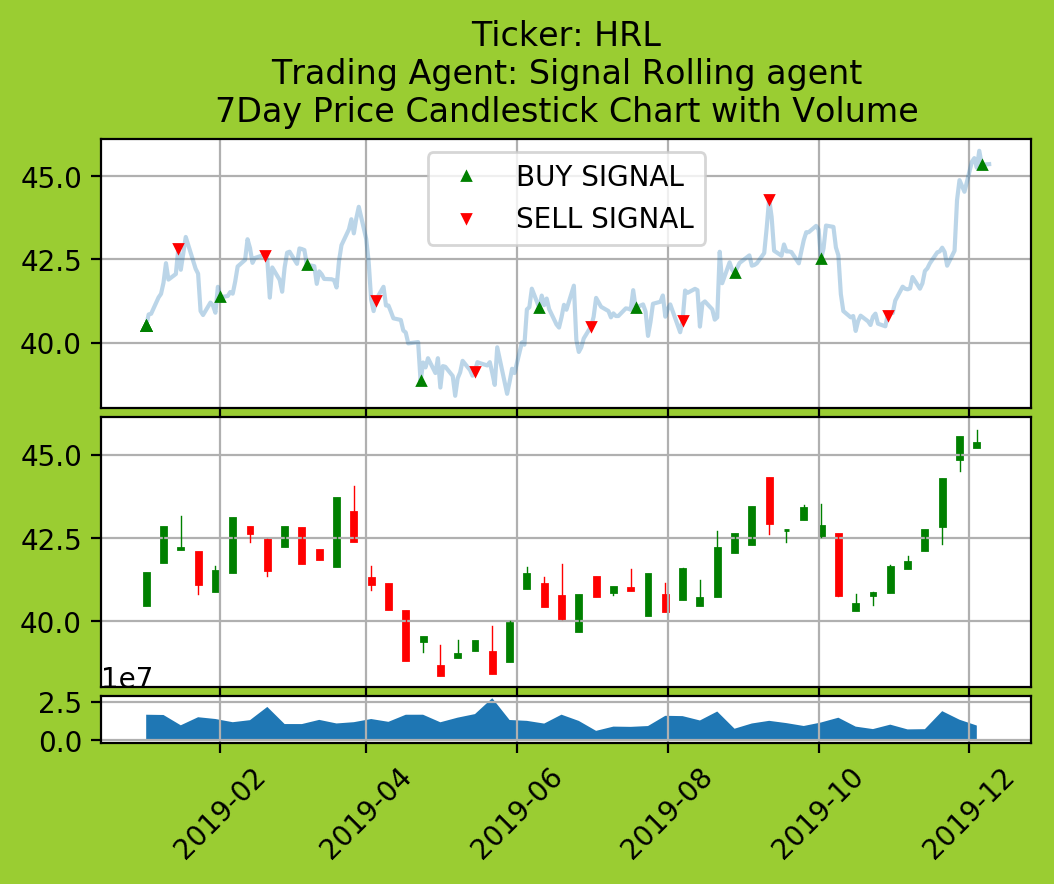 Ticker: HRL
Trading Agent: Signal Rolling agent
7Day Price Candlestick Chart with Volume
BUY SIGNAL
SELL SIGNAL
45.0
42.5
40.0
45.0
42.5
40.0
1e7
2.5
0.0
2019-02
2019-04
2019-06
2019-08
2019-10
2019-12